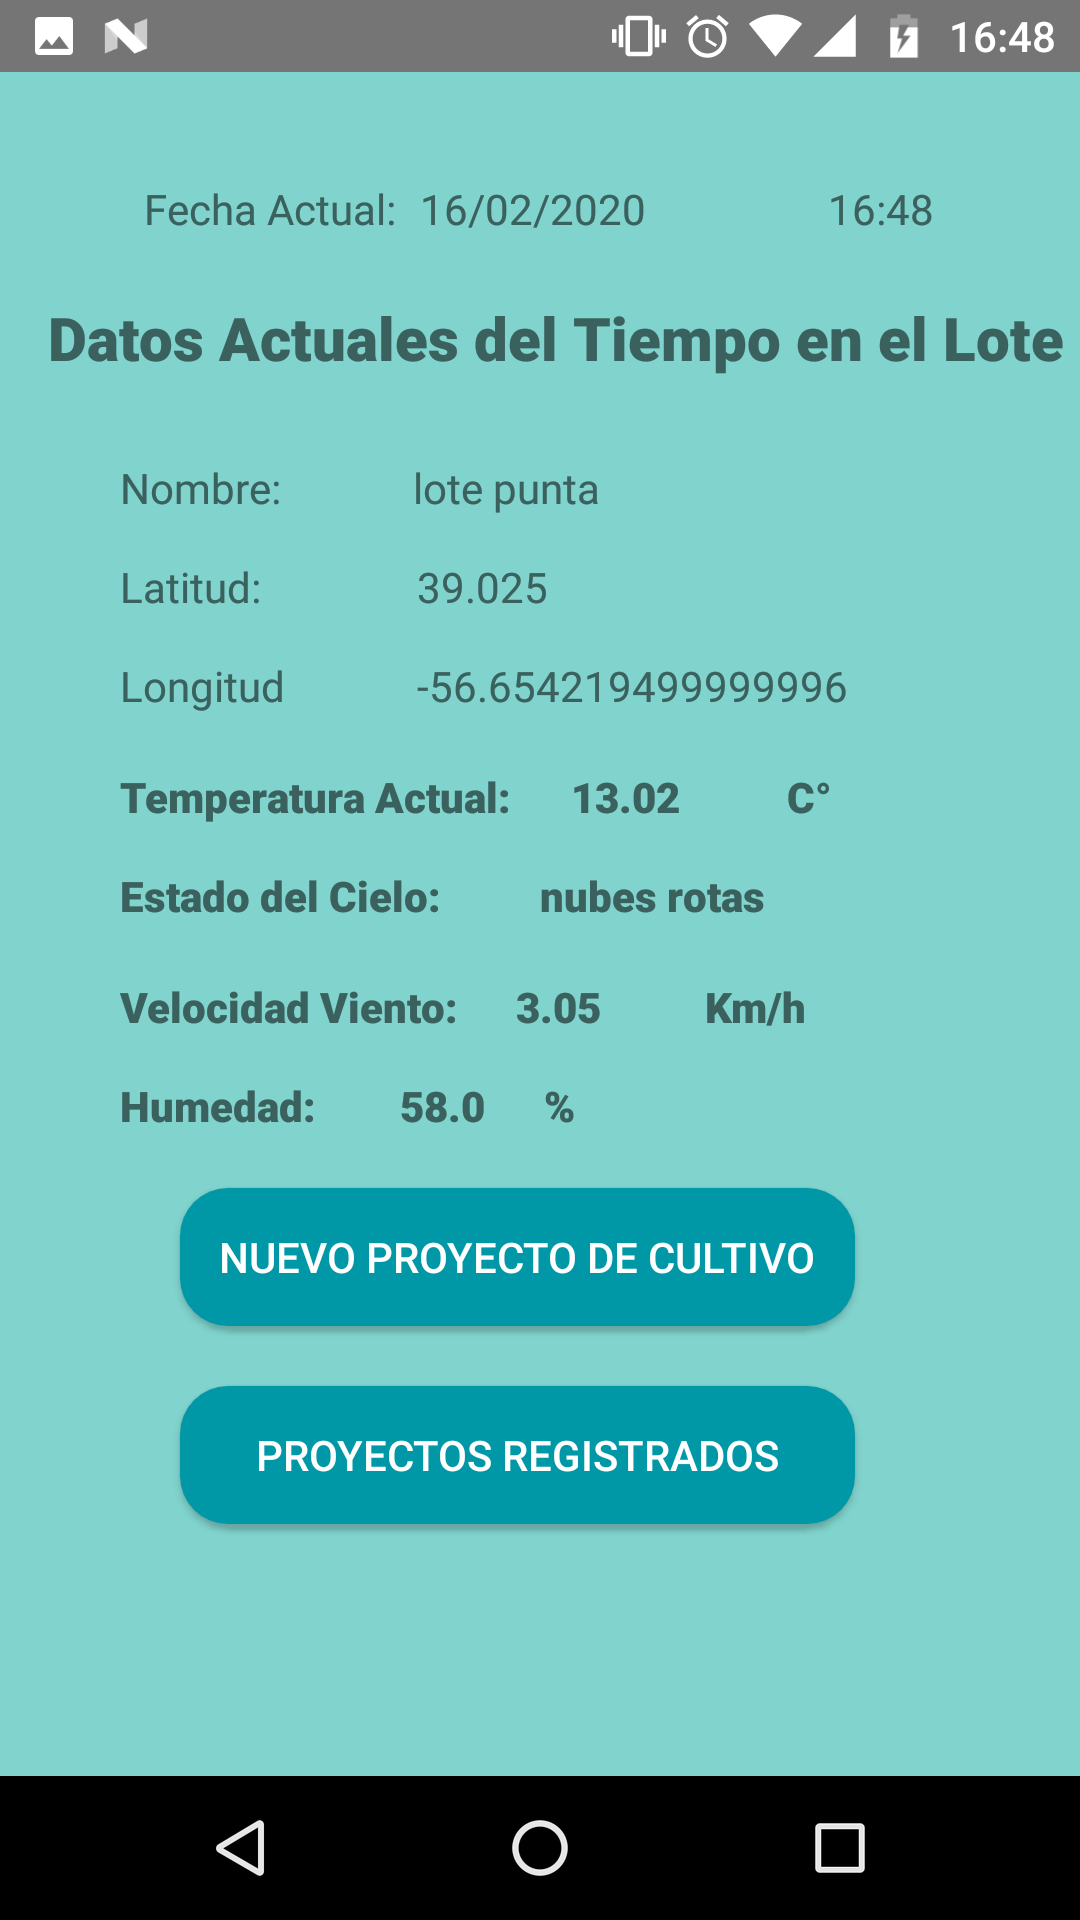 16:48
Fecha Actual: 16/02/2020 16:48
Datos Actuales del Tiempo en el Lote
Nombre: lote punta
Latitud: 39.025
Longitud -56.654219499999996
Temperatura Actual: 13.02 C°
Estado del Cielo: nubes rotas
Velocidad Viento: 3.05 Km/h
Humedad: 58.0 %
NUEVO PROYECTO DE CULTIVO
PROYECTOS REGISTRADOS